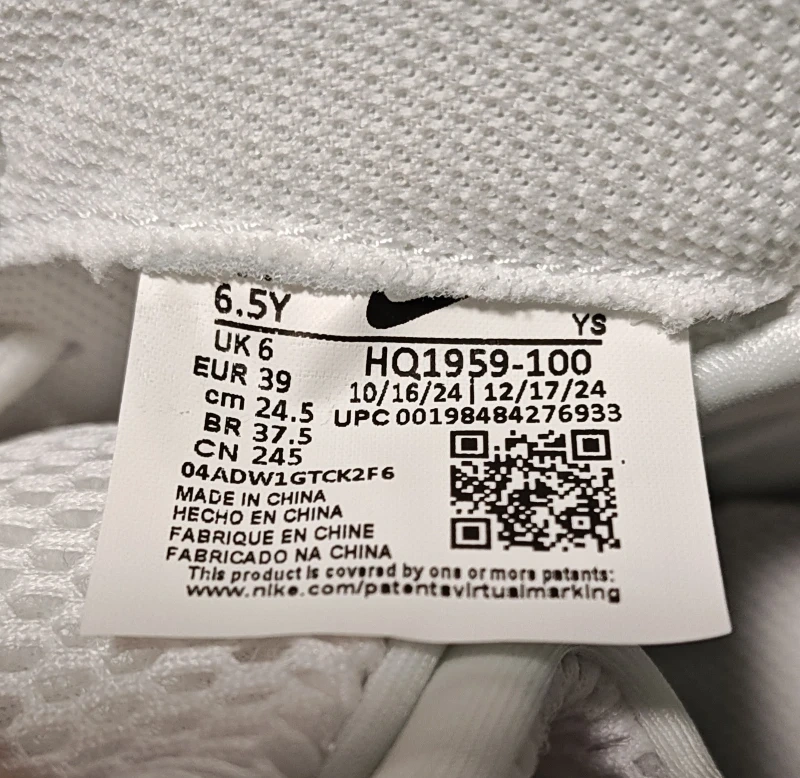 6.5Y
YS
UK 6
EUR 39
cm 24.5
BR 37.5
CN 245
HQ1959-100
10/16/24 | 12/17/24
UPC 00198484276933
04ADW1GTCK2F6
MADE IN CHINA
HECHO EN CHINA
FABRIQUE EN CHINE
FABRICADO NA CHINA
This product is covered by one or more patents:
www.nike.com/patentsvirtualmarking